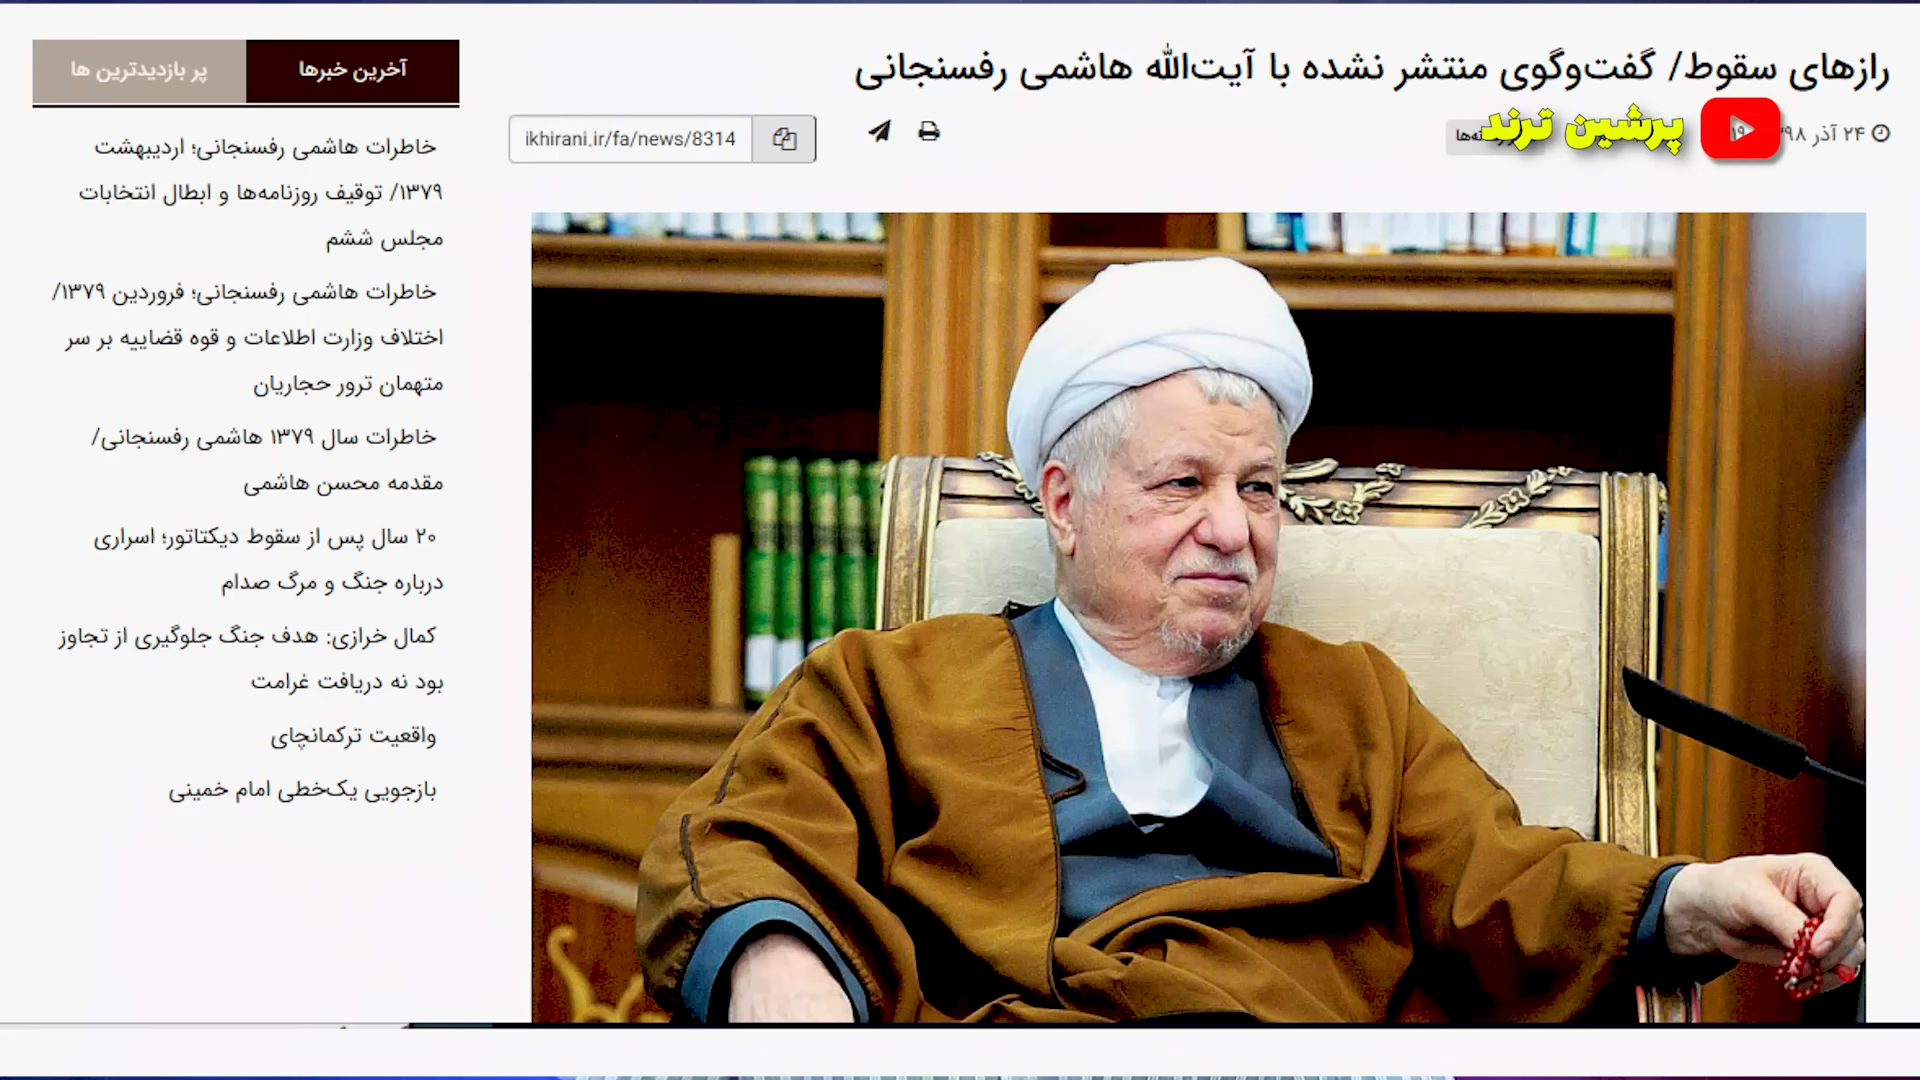 رازهای سقوط/ گفت‌وگوی منتشر نشده با آیت‌الله هاشمی رفسنجانی
۲۴ آذر
پرشین ترند
ikhirani.ir/fa/news/8314
آخرین خبرها
پر بازدیدترین ها
خاطرات هاشمی رفسنجانی؛ اردیبهشت
۱۳۷۹/ توقیف روزنامه‌ها و ابطال انتخابات
مجلس ششم
خاطرات هاشمی رفسنجانی؛ فروردین ۱۳۷۹/
اختلاف وزارت اطلاعات و قوه قضاییه بر سر
متهمان ترور حجاریان
خاطرات سال ۱۳۷۹ هاشمی رفسنجانی/
مقدمه محسن هاشمی
۲۰ سال پس از سقوط دیکتاتور؛ اسراری
درباره جنگ و مرگ صدام
کمال خرازی: هدف جنگ جلوگیری از تجاوز
بود نه دریافت غرامت
واقعیت ترکمانچای
بازجویی یک‌خطی امام خمینی